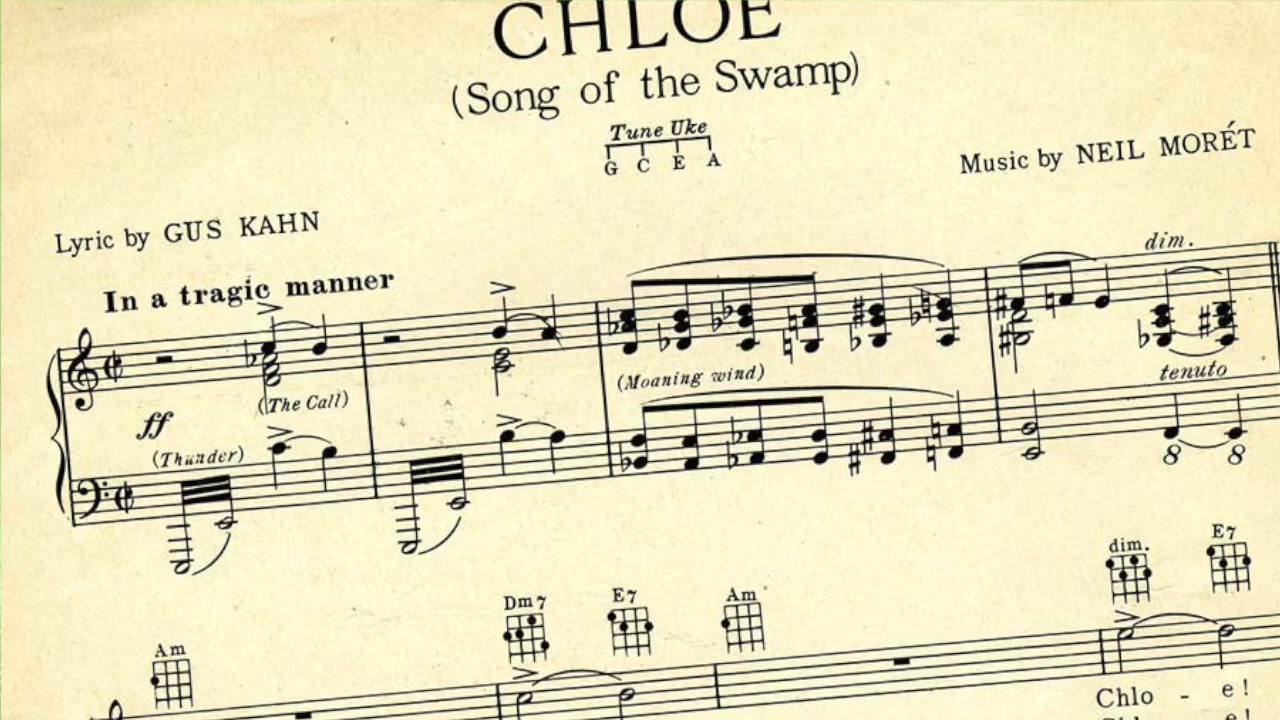 CHLOE
(Song of the Swamp)
Tune Uke
G C E A
Music by NEIL MORÉT
Lyric by GUS KAHN
In a tragic manner
dim.
(Moaning wind)
tenuto
ff
(The Call)
(Thunder)
8 8
dim. E7
Dm7 E7 Am
Am
Chlo - e!
e!